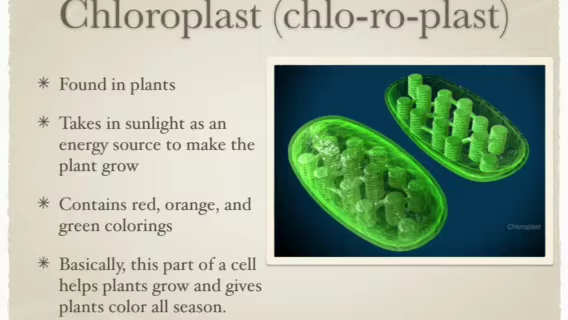 Chloroplast (chlo-ro-plast)
✳ Found in plants
✳ Takes in sunlight as an
energy source to make the
plant grow
✳ Contains red, orange, and
green colorings
✳ Basically, this part of a cell
helps plants grow and gives
plants color all season.
Chloroplast